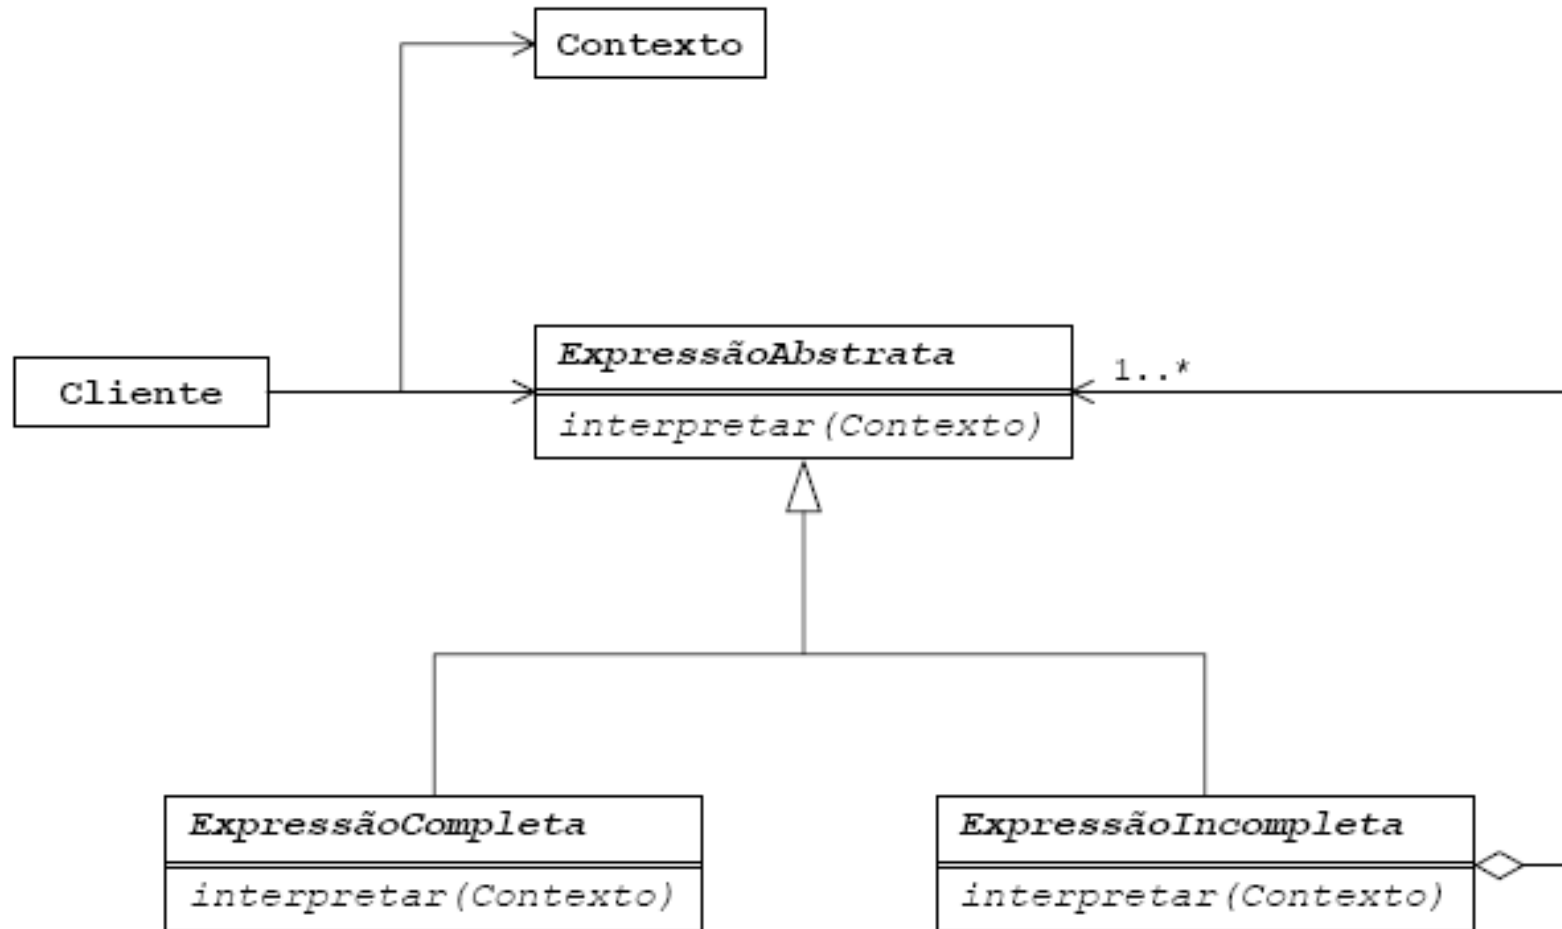 Contexto
Cliente
ExpressãoAbstrata
1..*
interpretar(Contexto)
ExpressãoCompleta
interpretar(Contexto)
ExpressãoIncompleta
interpretar(Contexto)